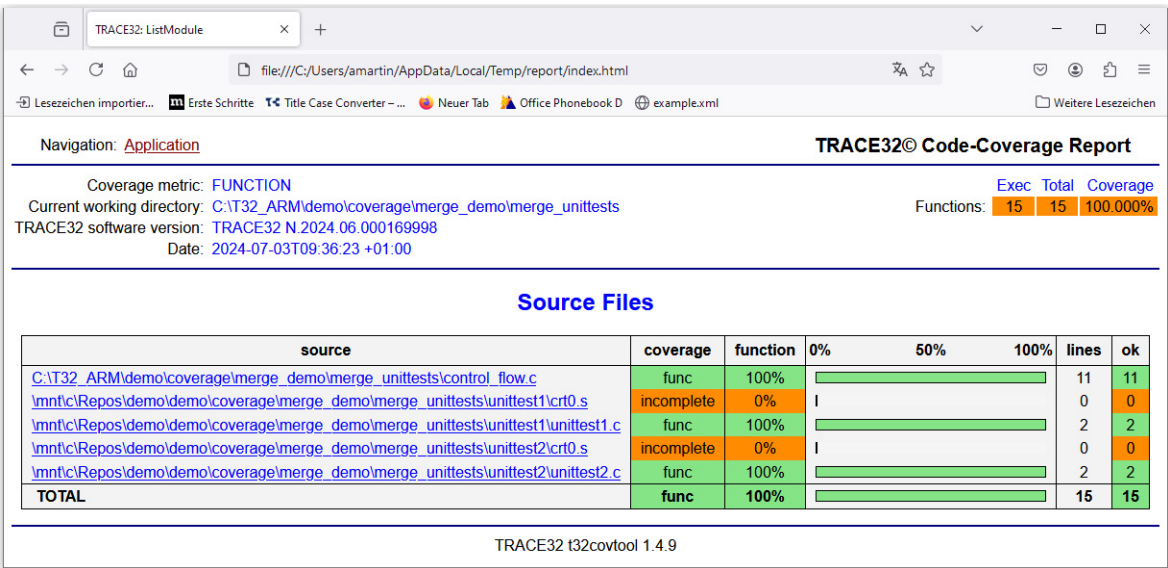 TRACE32: ListModule
file:///C:/Users/amartin/AppData/Local/Temp/report/index.html
Lesezeichen importier... Erste Schritte Title Case Converter – ... Neuer Tab Office Phonebook D example.xml Weitere Lesezeichen
Navigation: Application TRACE32© Code-Coverage Report
Coverage metric: FUNCTION Exec Total Coverage
Current working directory: C:\T32_ARM\demo\coverage\merge_demo\merge_unittests Functions: 15 15 100.000%
TRACE32 software version: TRACE32 N.2024.06.000169998
Date: 2024-07-03T09:36:23 +01:00
Source Files
source coverage function 0% 50% 100% lines ok
C:\T32_ARM\demo\coverage\merge_demo\merge_unittests\control_flow.c func 100% 11 11
\mnt\c\Repos\demo\demo\coverage\merge_demo\merge_unittests\unittest1\crt0.s incomplete 0% 0 0
\mnt\c\Repos\demo\demo\coverage\merge_demo\merge_unittests\unittest1\unittest1.c func 100% 2 2
\mnt\c\Repos\demo\demo\coverage\merge_demo\merge_unittests\unittest2\crt0.s incomplete 0% 0 0
\mnt\c\Repos\demo\demo\coverage\merge_demo\merge_unittests\unittest2\unittest2.c func 100% 2 2
TOTAL func 100% 15 15
TRACE32 t32covtool 1.4.9